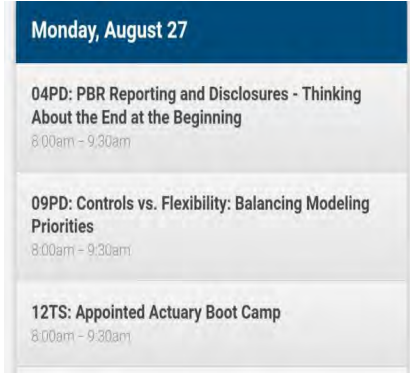 Monday, August 27
04PD: PBR Reporting and Disclosures - Thinking
About the End at the Beginning
8:00am – 9:30am
09PD: Controls vs. Flexibility: Balancing Modeling
Priorities
8:00am – 9:30am
12TS: Appointed Actuary Boot Camp
8:00am – 9:30am